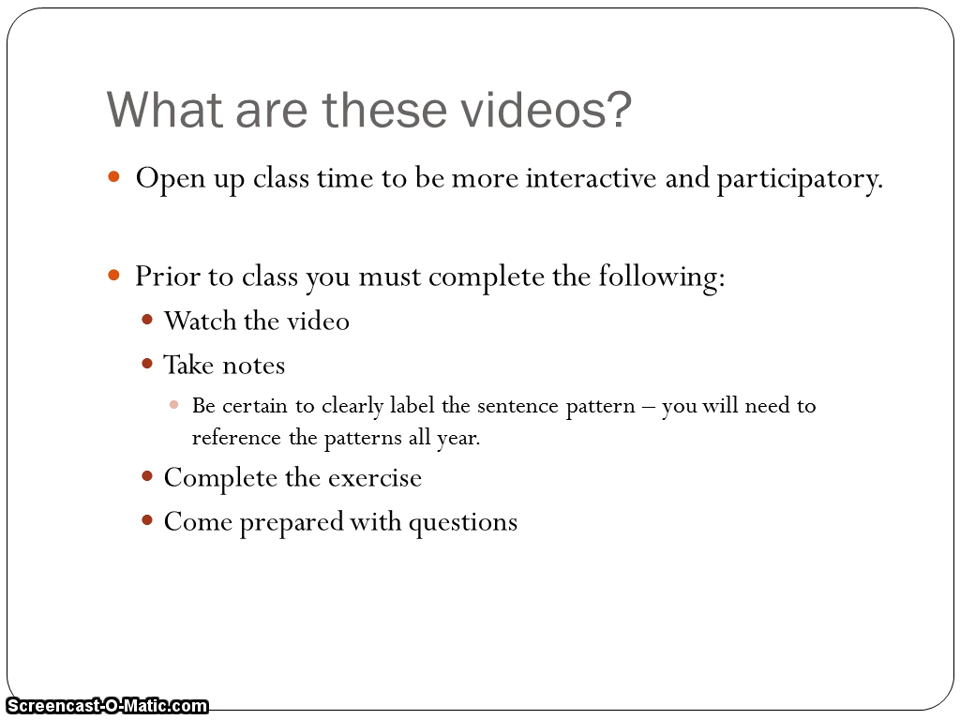 What are these videos?
Open up class time to be more interactive and participatory.
Prior to class you must complete the following:
Watch the video
Take notes
Be certain to clearly label the sentence pattern – you will need to
reference the patterns all year.
Complete the exercise
Come prepared with questions
Screencast-O-Matic.com